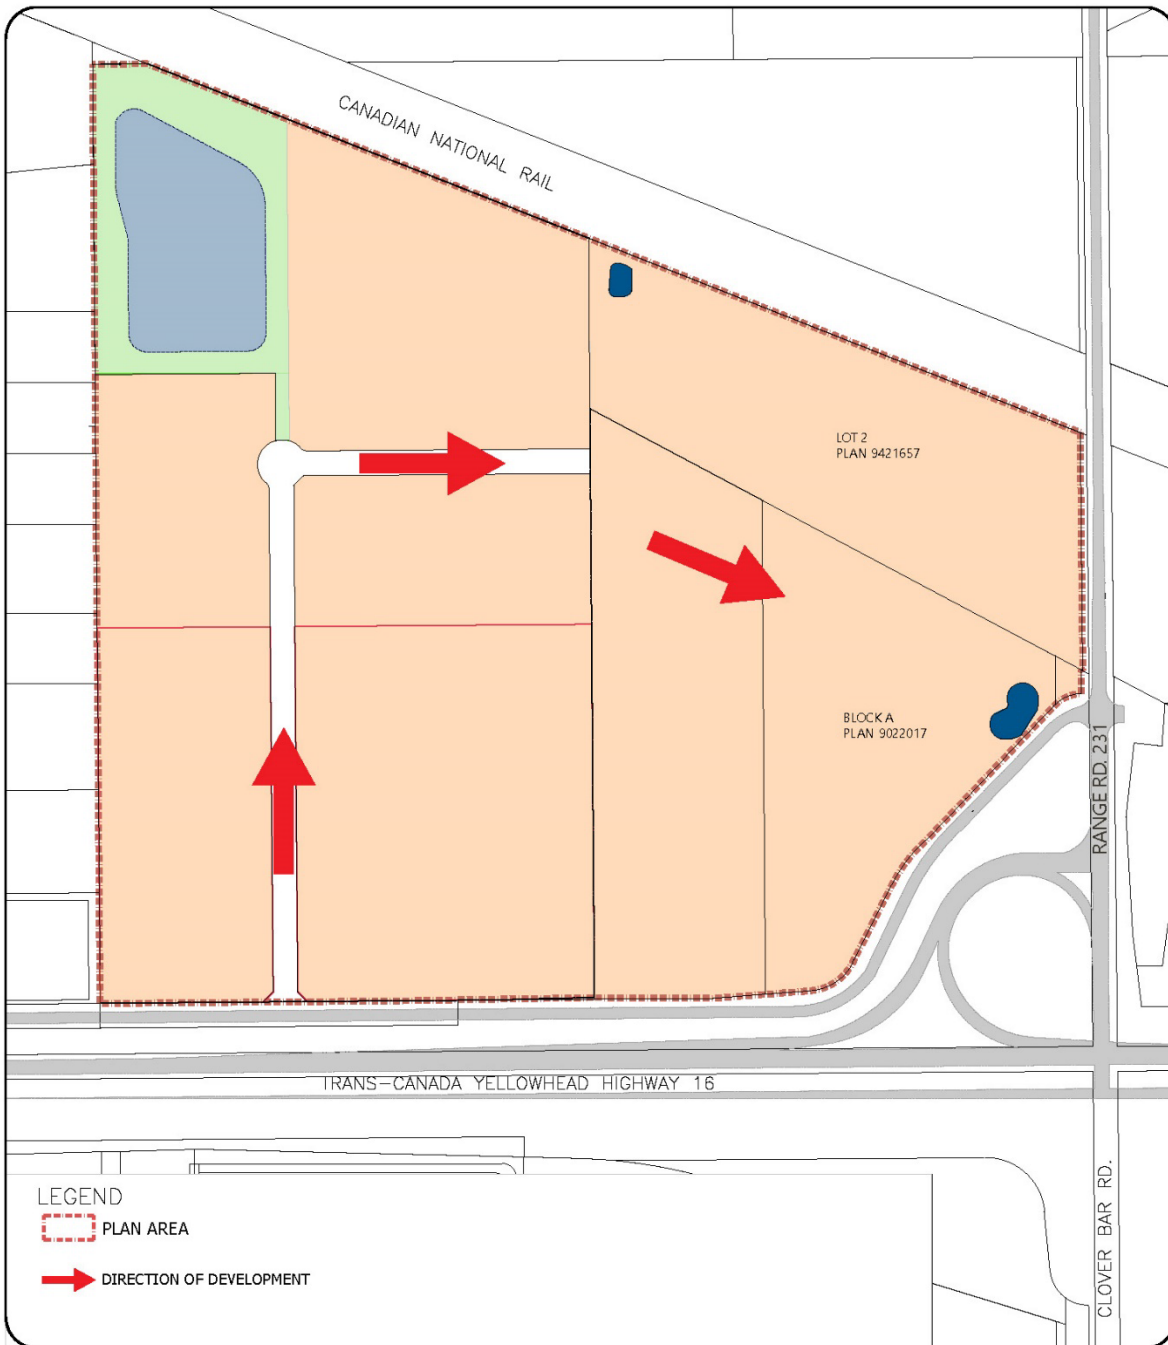 CANADIAN NATIONAL RAIL
LOT 2
PLAN 9421657
BLOCK A
PLAN 9022017
RANGE RD. 231
TRANS-CANADA YELLOWHEAD HIGHWAY 16
CLOVER BAR RD.
LEGEND
PLAN AREA
DIRECTION OF DEVELOPMENT